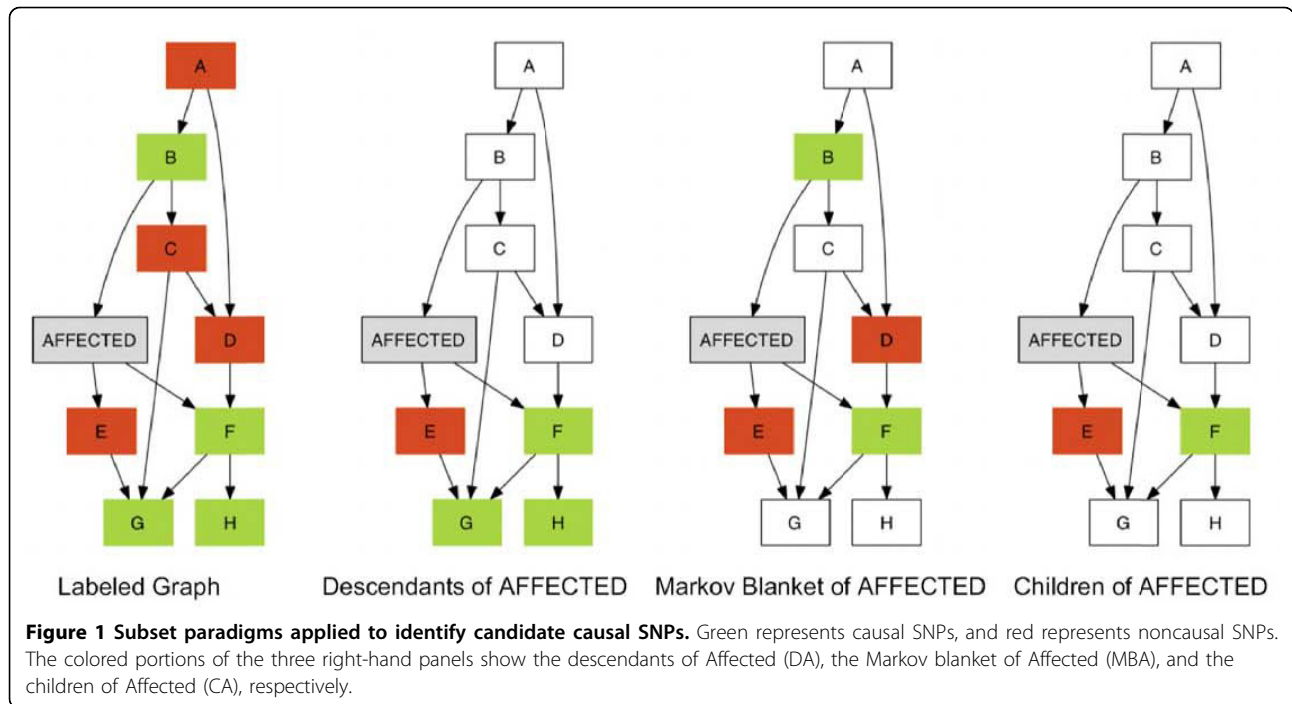 A
B
C
AFFECTED
D
E
F
G
H
Labeled Graph
A
B
C
AFFECTED
D
E
F
G
H
Descendants of AFFECTED
A
B
C
AFFECTED
D
E
F
G
H
Markov Blanket of AFFECTED
A
B
C
AFFECTED
D
E
F
G
H
Children of AFFECTED
Figure 1 Subset paradigms applied to identify candidate causal SNPs. Green represents causal SNPs, and red represents noncausal SNPs.
The colored portions of the three right-hand panels show the descendants of Affected (DA), the Markov blanket of Affected (MBA), and the
children of Affected (CA), respectively.